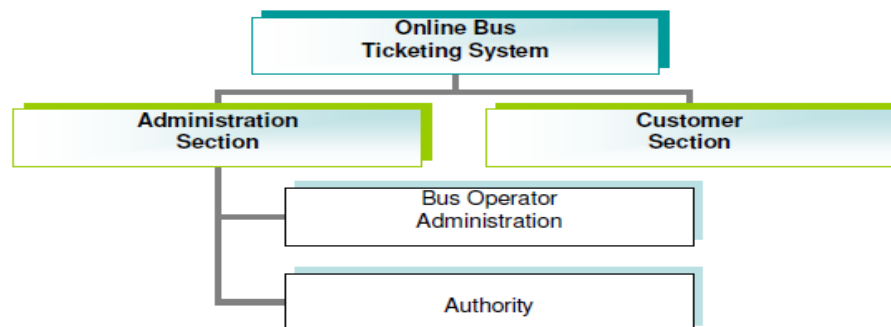 Online Bus
Ticketing System
Administration
Section
Customer
Section
Bus Operator
Administration
Authority